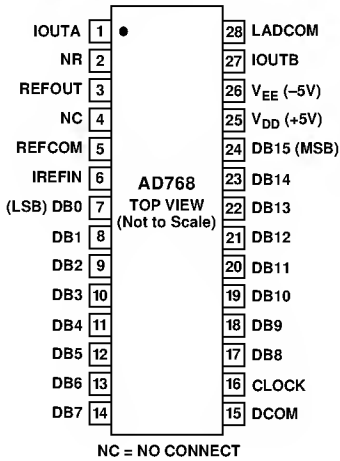 IOUTA 1
NR 2
REFOUT 3
NC 4
REFCOM 5
IREFIN 6
(LSB) DB0 7
DB1 8
DB2 9
DB3 10
DB4 11
DB5 12
DB6 13
DB7 14
AD768
TOP VIEW
(Not to Scale)
28 LADCOM
27 IOUTB
26 VEE (–5V)
25 VDD (+5V)
24 DB15 (MSB)
23 DB14
22 DB13
21 DB12
20 DB11
19 DB10
18 DB9
17 DB8
16 CLOCK
15 DCOM
NC = NO CONNECT